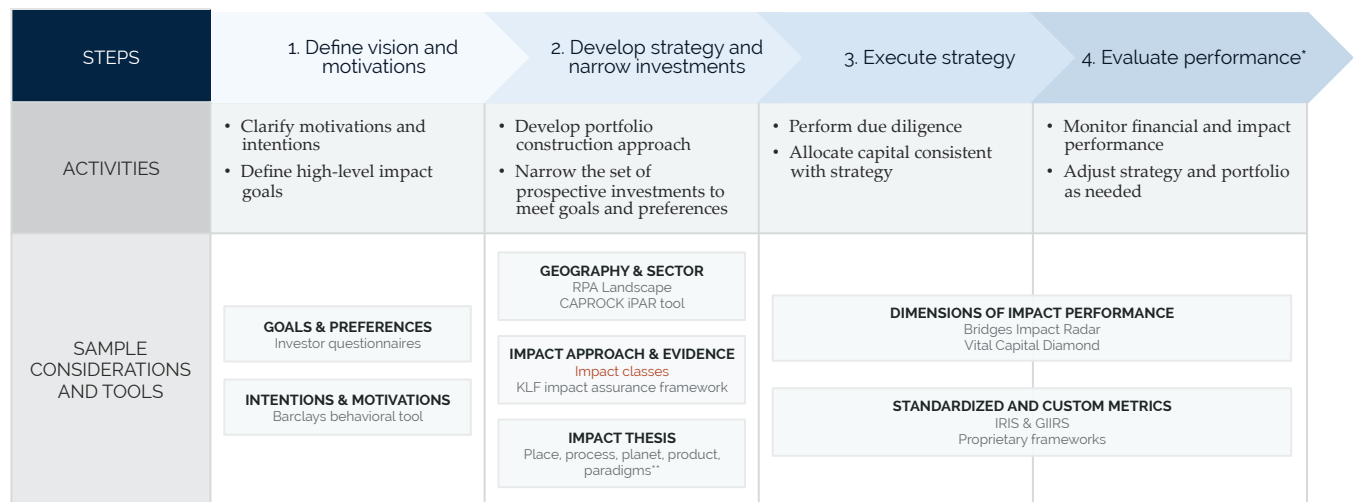 STEPS
1. Define vision and
motivations
2. Develop strategy and
narrow investments
3. Execute strategy
4. Evaluate performance*
ACTIVITIES
• Clarify motivations and
intentions
• Define high-level impact
goals
• Develop portfolio
construction approach
• Narrow the set of
prospective investments to
meet goals and preferences
• Perform due diligence
• Allocate capital consistent
with strategy
• Monitor financial and impact
performance
• Adjust strategy and portfolio
as needed
SAMPLE
CONSIDERATIONS
AND TOOLS
GOALS & PREFERENCES
Investor questionnaires
INTENTIONS & MOTIVATIONS
Barclays behavioral tool
GEOGRAPHY & SECTOR
RPA Landscape
CAPROCK iPAR tool
IMPACT APPROACH & EVIDENCE
Impact classes
KLF impact assurance framework
IMPACT THESIS
Place, process, planet, product,
paradigms**
DIMENSIONS OF IMPACT PERFORMANCE
Bridges Impact Radar
Vital Capital Diamond
STANDARDIZED AND CUSTOM METRICS
IRIS & GIIRS
Proprietary frameworks